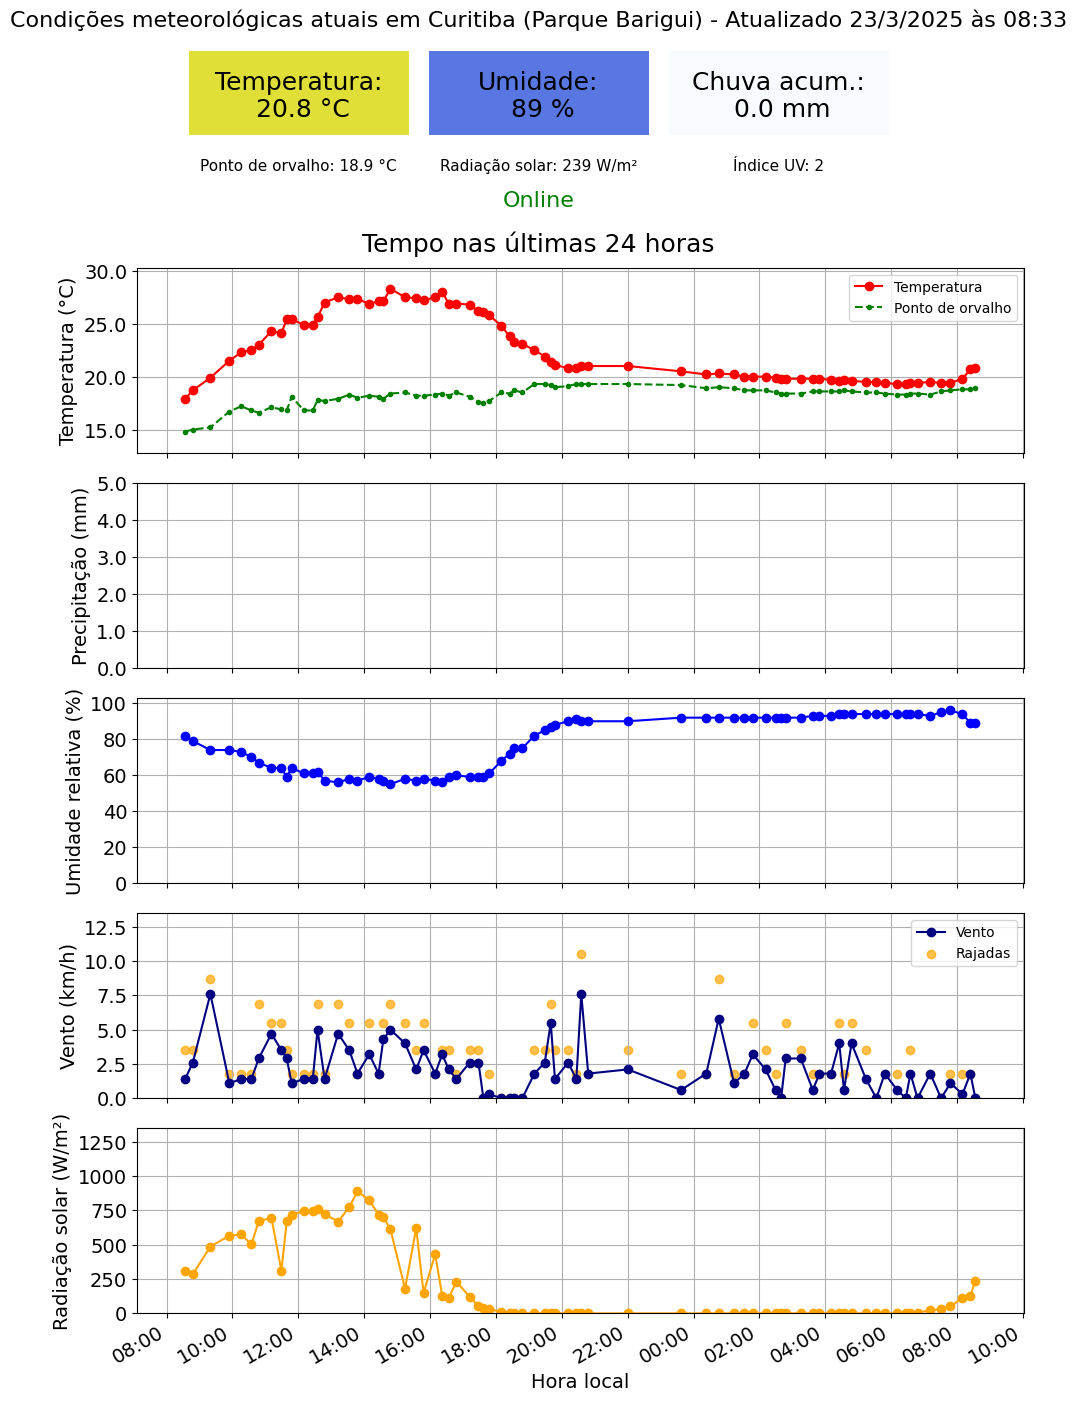 Condições meteorológicas atuais em Curitiba (Parque Barigui) - Atualizado 23/3/2025 às 08:33
Temperatura:
20.8 °C
Umidade:
89 %
Chuva acum.:
0.0 mm
Ponto de orvalho: 18.9 °C
Radiação solar: 239 W/m²
Índice UV: 2
Online
Tempo nas últimas 24 horas
Temperatura (°C)
30.0
25.0
20.0
15.0
Temperatura
Ponto de orvalho
Precipitação (mm)
5.0
4.0
3.0
2.0
1.0
0.0
Umidade relativa (%)
100
80
60
40
20
0
Vento (km/h)
12.5
10.0
7.5
5.0
2.5
0.0
Vento
Rajadas
Radiação solar (W/m²)
1250
1000
750
500
250
0
08:00
10:00
12:00
14:00
16:00
18:00
20:00
22:00
00:00
02:00
04:00
06:00
08:00
10:00
Hora local